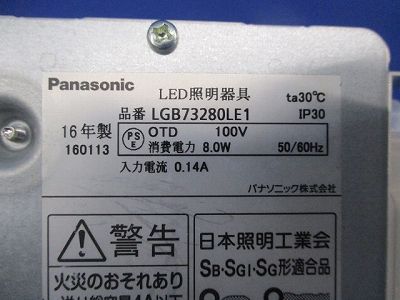 Panasonic
LED照明器具
ta30℃
品番 LGB73280LE1
IP30
16年製
160113
PS
E
OTD 100V
消費電力 8.0W 50/60Hz
入力電流 0.14A
パナソニック株式会社
警告
火災のおそれあり
日本照明工業会
SB・SGI・SG形適合品